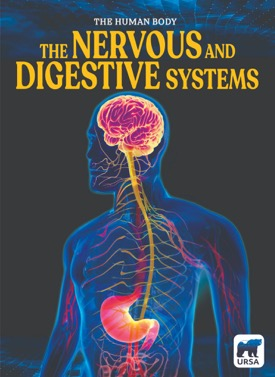 THE HUMAN BODY
THE NERVOUS AND
DIGESTIVE SYSTEMS
URSA